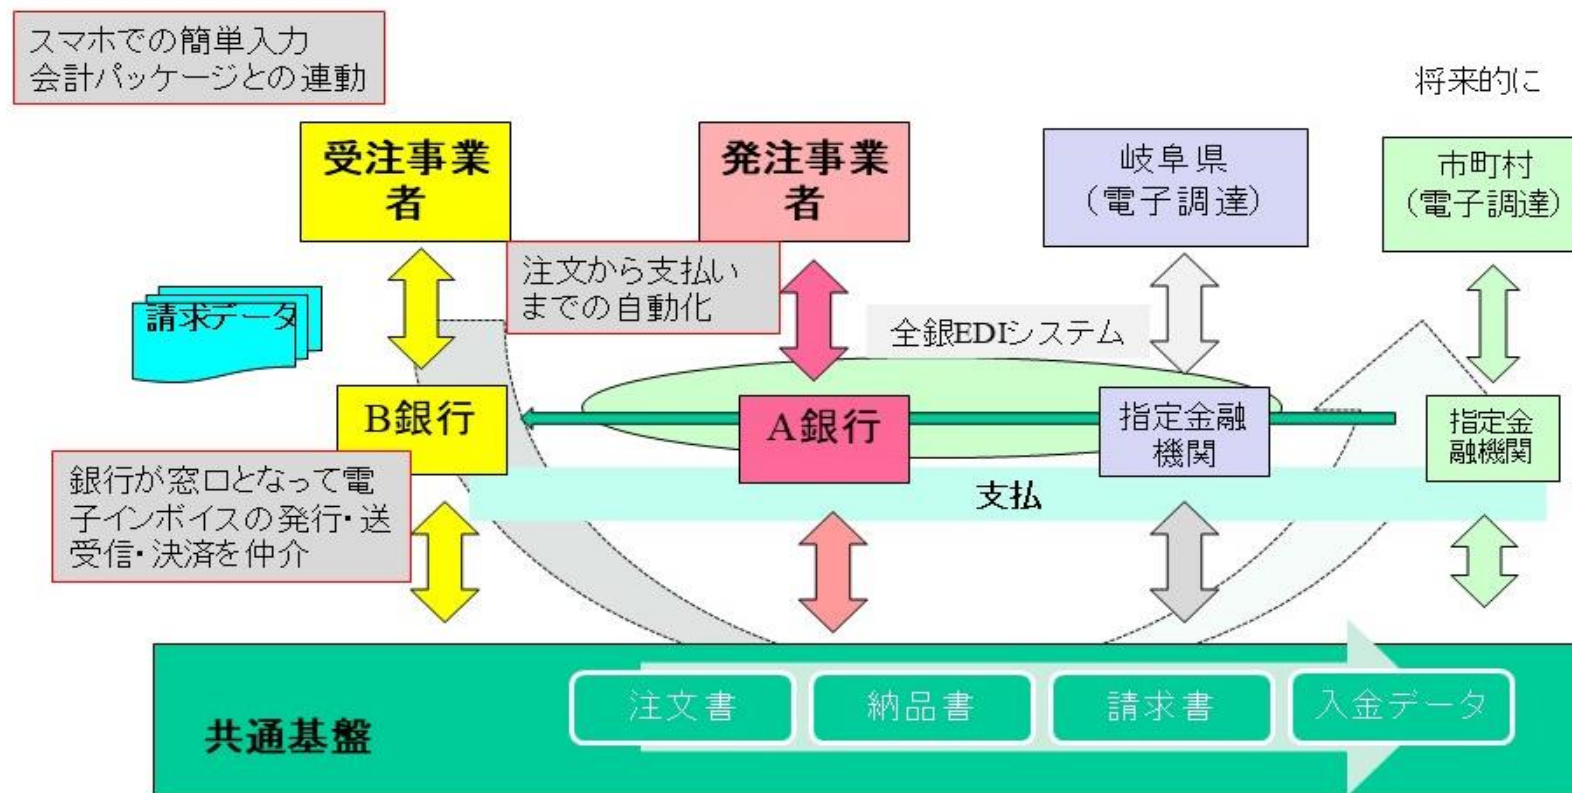 スマホでの簡単入力
会計パッケージとの連動
将来的に
受注事業
者
発注事業
者
岐阜県
（電子調達）
市町村
（電子調達）
注文から支払い
までの自動化
請求データ
全銀EDIシステム
B銀行
A銀行
指定金融
機関
指定金
融機関
支払
銀行が窓口となって電
子インボイスの発行・送
受信・決済を仲介
共通基盤
注文書
納品書
請求書
入金データ